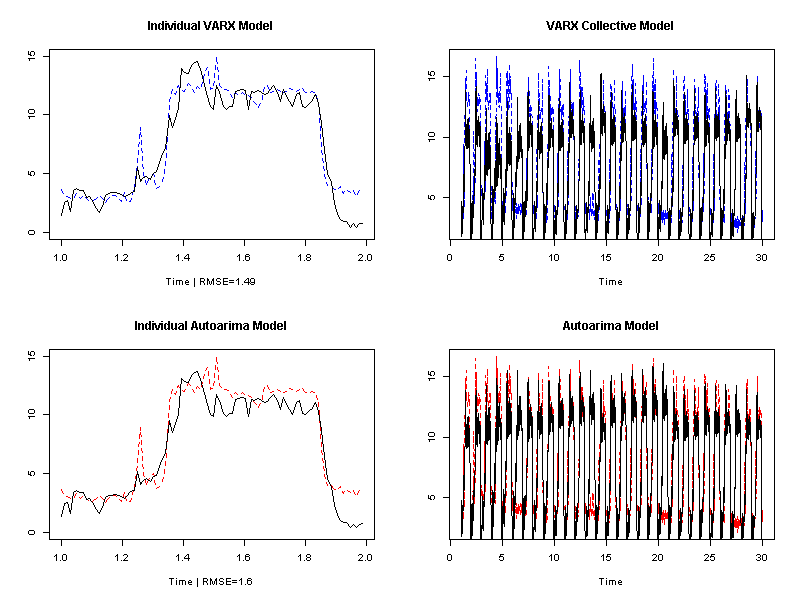 Individual VARX Model
15
10
5
0
1.0 1.2 1.4 1.6 1.8 2.0
Time | RMSE=1.49
VARX Collective Model
15
10
5
0 5 10 15 20 25 30
Time
Individual Autoarima Model
15
10
5
0
1.0 1.2 1.4 1.6 1.8 2.0
Time | RMSE=1.6
Autoarima Model
15
10
5
0 5 10 15 20 25 30
Time